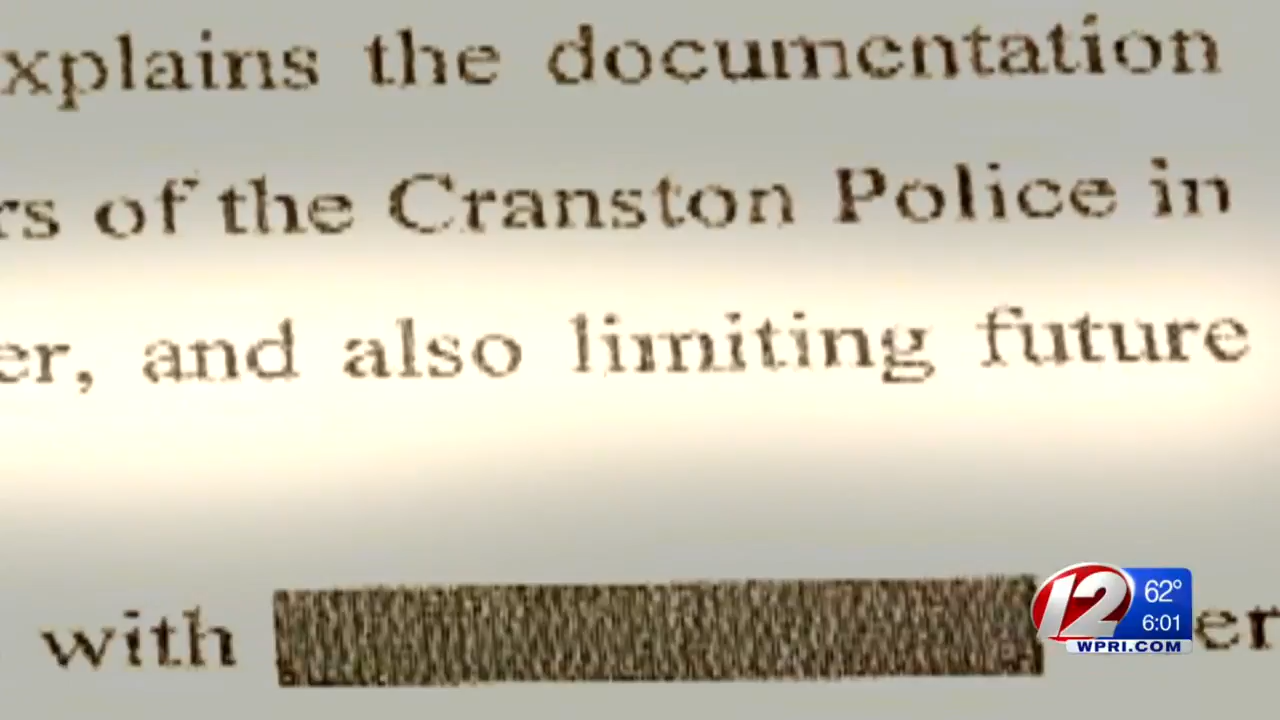 xplains the documentation
rs of the Cranston Police in
er, and also limiting future
with
er
12
62°
6:01
WPRI.COM